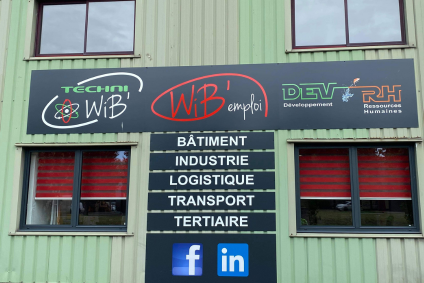 TECHNI
WiB'
WiB'
emploi
DEV RH
Développement
Ressources
Humaines
BÂTIMENT
INDUSTRIE
LOGISTIQUE
TRANSPORT
TERTIAIRE
f in